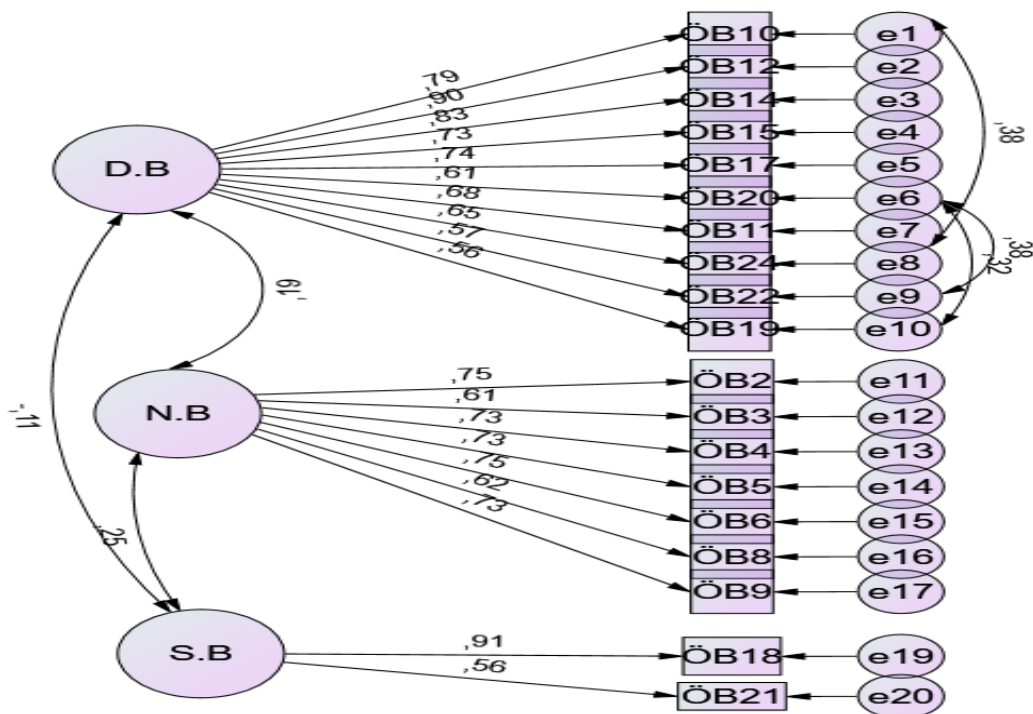 ÖB10
e1
,79
ÖB12
e2
,90
ÖB14
e3
,83
ÖB15
e4
,73
,38
D.B
ÖB17
e5
,74
ÖB20
e6
,61
ÖB11
e7
,68
ÖB24
e8
,65
,38
,32
ÖB22
e9
,57
ÖB19
e10
,56
-,11
N.B
ÖB2
e11
,75
ÖB3
e12
,61
ÖB4
e13
,73
ÖB5
e14
,73
ÖB6
e15
,75
ÖB8
e16
,62
ÖB9
e17
,73
,25
S.B
ÖB18
e19
,91
ÖB21
e20
,56